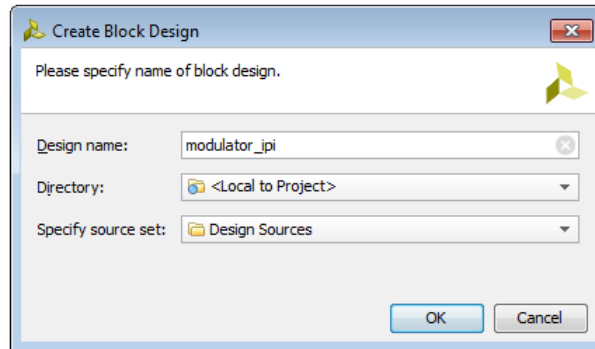 Create Block Design
Please specify name of block design.
Design name: modulator_ipi
Directory: <Local to Project>
Specify source set: Design Sources
OK Cancel